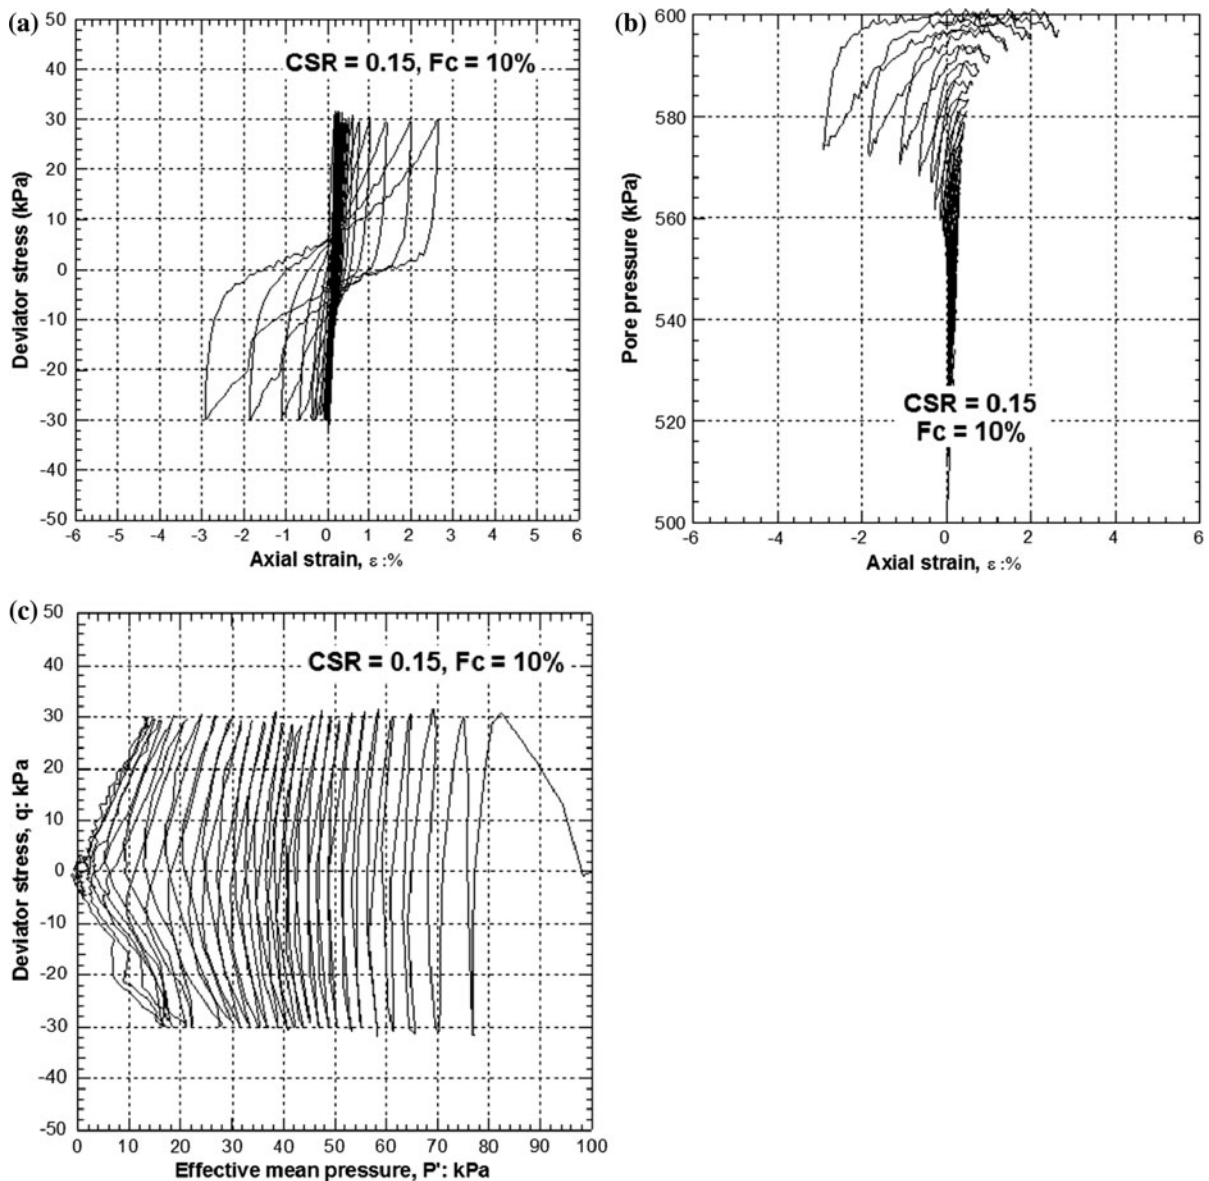 (a)
50
40
30
20
10
0
-10
-20
-30
-40
-50
Deviator stress (kPa)
CSR = 0.15, Fc = 10%
-6 -5 -4 -3 -2 -1 0 1 2 3 4 5 6
Axial strain, ε :%
(b)
600
580
560
540
520
500
Pore pressure (kPa)
CSR = 0.15
Fc = 10%
-6 -4 -2 0 2 4 6
Axial strain, ε :%
(c)
50
40
30
20
10
0
-10
-20
-30
-40
-50
Deviator stress, q: kPa
CSR = 0.15, Fc = 10%
0 10 20 30 40 50 60 70 80 90 100
Effective mean pressure, P': kPa